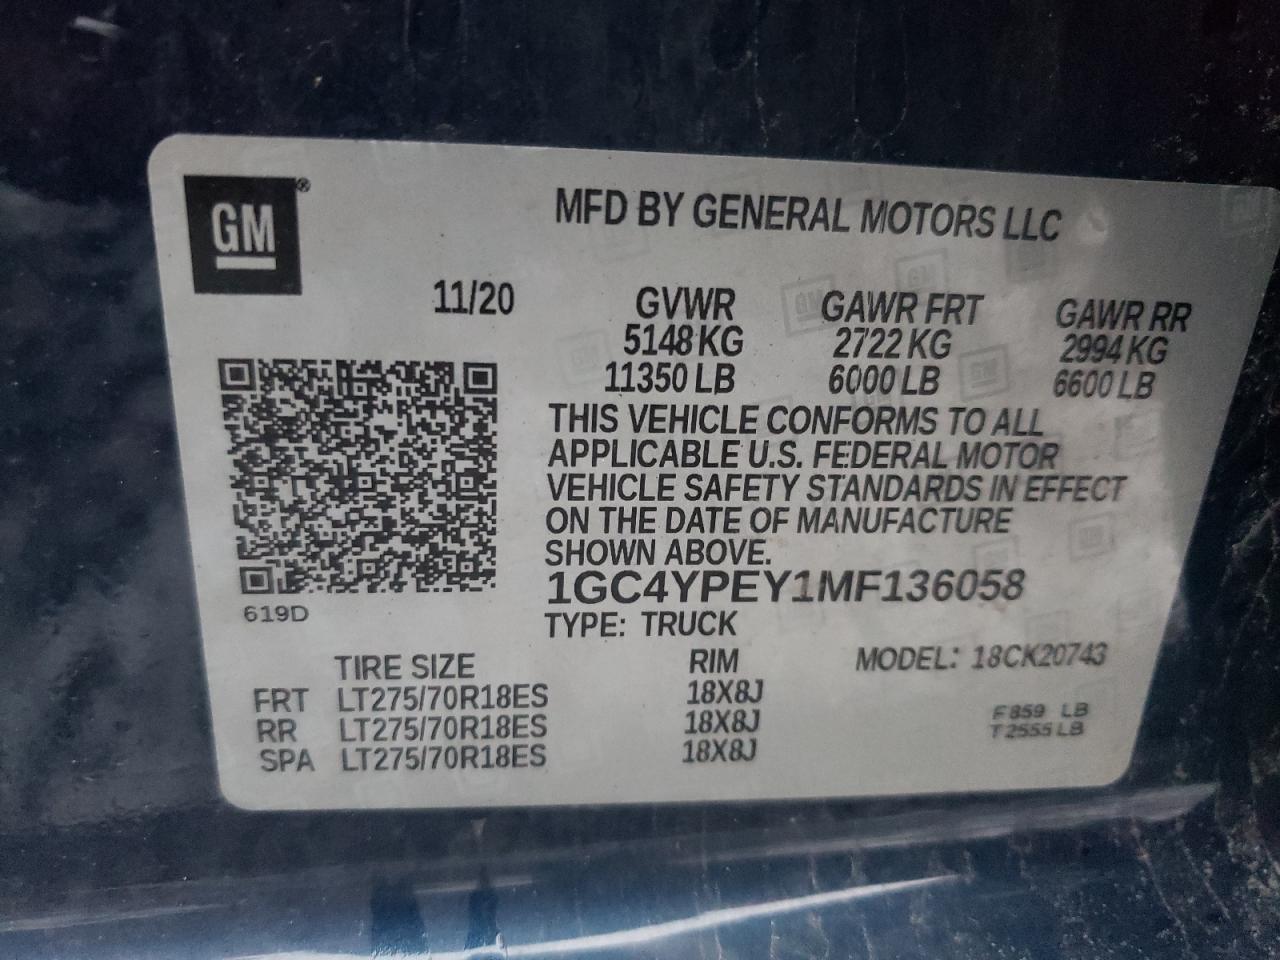 GM®
MFD BY GENERAL MOTORS LLC
11/20 GVWR GAWR FRT GAWR RR
5148 KG 2722 KG 2994 KG
11350 LB 6000 LB 6600 LB
THIS VEHICLE CONFORMS TO ALL
APPLICABLE U.S. FEDERAL MOTOR
VEHICLE SAFETY STANDARDS IN EFFECT
ON THE DATE OF MANUFACTURE
SHOWN ABOVE.
1GC4YPEY1MF136058
619D
TYPE: TRUCK
TIRE SIZE RIM MODEL: 18CK20743
FRT LT275/70R18ES 18X8J
RR LT275/70R18ES 18X8J
SPA LT275/70R18ES 18X8J
F 859 LB
T 2555 LB